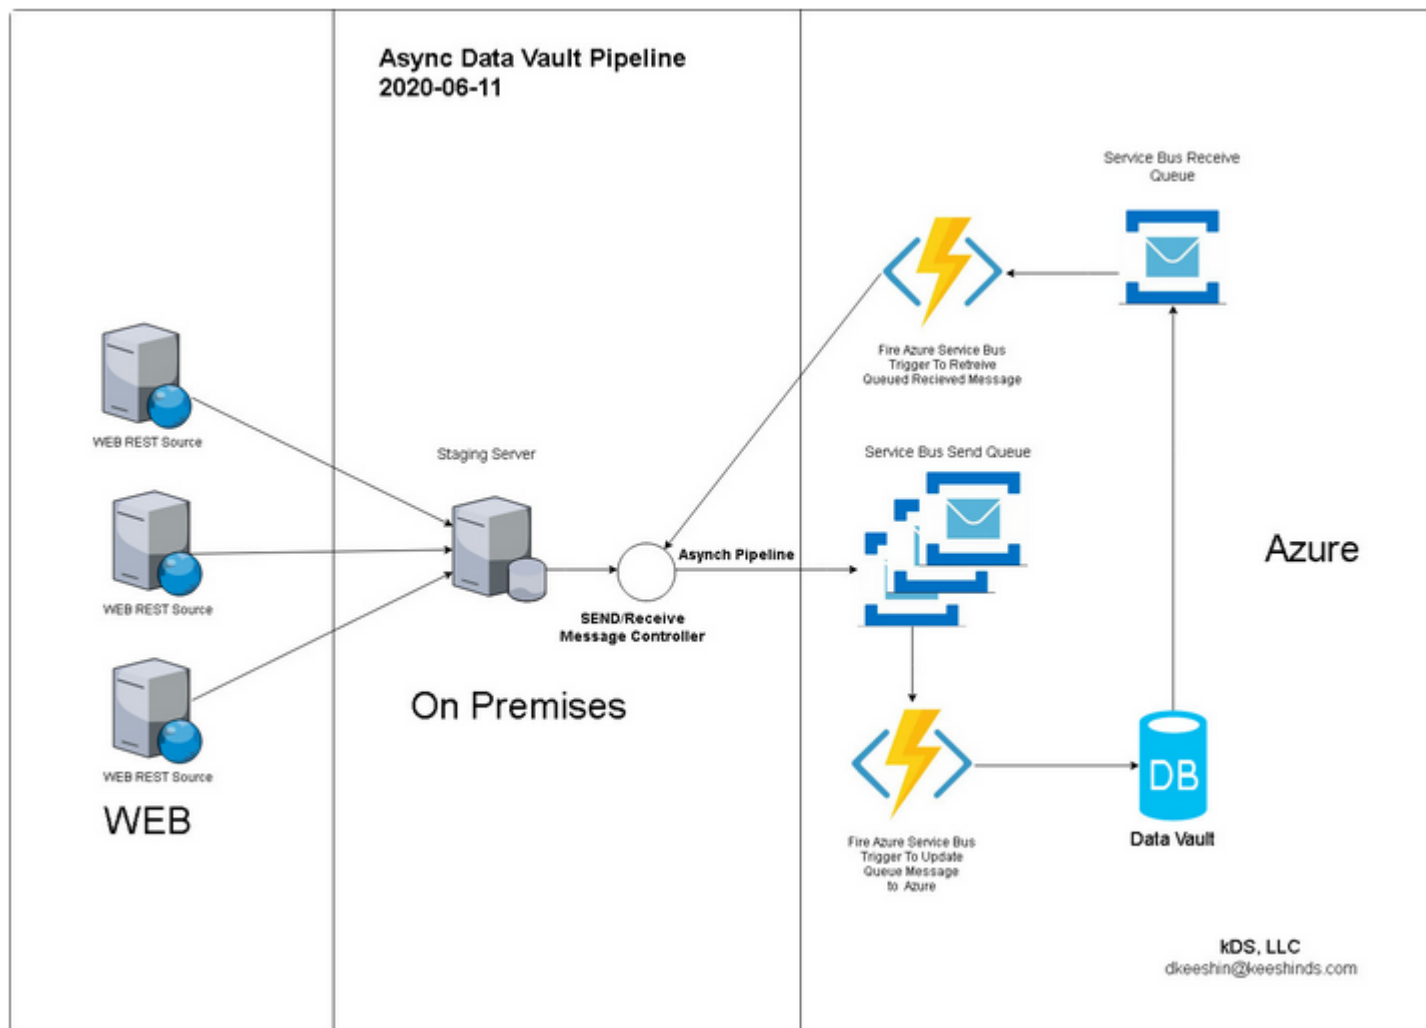 Async Data Vault Pipeline
2020-06-11
Service Bus Receive
Queue
Fire Azure Service Bus
Trigger To Retreive
Queued Recieved Message
WEB REST Source
Staging Server
Service Bus Send Queue
Asynch Pipeline
Azure
WEB REST Source
SEND/Receive
Message Controller
On Premises
WEB REST Source
WEB
DB
Data Vault
Fire Azure Service Bus
Trigger To Update
Queue Message
to Azure
kDS, LLC
dkeeshin@keeshinds.com